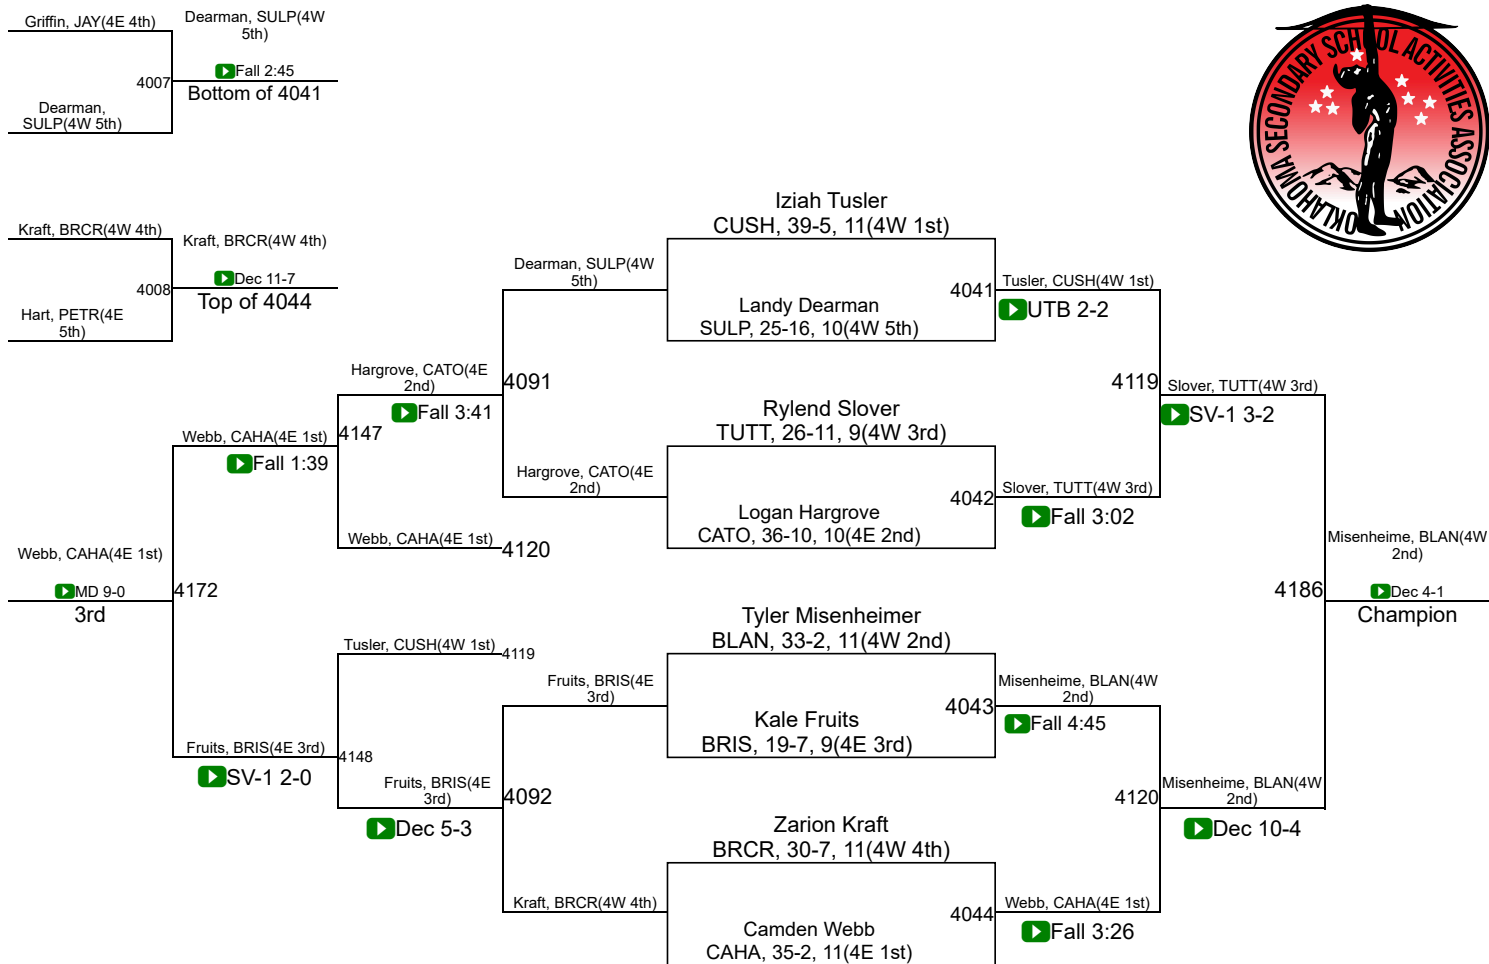 Griffin, JAY(4E 4th)
Dearman, SULP(4W
5th)
4007
Fall 2:45
Bottom of 4041
Dearman,
SULP(4W 5th)
OKLAHOMA SECONDARY SCHOOL ACTIVITIES ASSOCIATION
Kraft, BRCR(4W 4th)
Kraft, BRCR(4W 4th)
4008
Dec 11-7
Top of 4044
Hart, PETR(4E
5th)
Iziah Tusler
CUSH, 39-5, 11(4W 1st)
Dearman, SULP(4W
5th)
4041
Tusler, CUSH(4W 1st)
UTB 2-2
Landy Dearman
SULP, 25-16, 10(4W 5th)
Hargrove, CATO(4E
2nd)
4091
Fall 3:41
4119
Slover, TUTT(4W 3rd)
SV-1 3-2
Rylend Slover
TUTT, 26-11, 9(4W 3rd)
Webb, CAHA(4E 1st)
4147
Fall 1:39
Hargrove, CATO(4E
2nd)
4042
Slover, TUTT(4W 3rd)
Fall 3:02
Logan Hargrove
CATO, 36-10, 10(4E 2nd)
Webb, CAHA(4E 1st)
4120
Webb, CAHA(4E 1st)
MD 9-0
3rd
4172
Misenheime, BLAN(4W
2nd)
4186
Dec 4-1
Champion
Tyler Misenheimer
BLAN, 33-2, 11(4W 2nd)
Tusler, CUSH(4W 1st)
4119
Fruits, BRIS(4E
3rd)
4043
Misenheime, BLAN(4W
2nd)
Fall 4:45
Kale Fruits
BRIS, 19-7, 9(4E 3rd)
Fruits, BRIS(4E 3rd)
4148
SV-1 2-0
Fruits, BRIS(4E
3rd)
4092
Dec 5-3
4120
Misenheime, BLAN(4W
2nd)
Dec 10-4
Zarion Kraft
BRCR, 30-7, 11(4W 4th)
Kraft, BRCR(4W 4th)
4044
Webb, CAHA(4E 1st)
Fall 3:26
Camden Webb
CAHA, 35-2, 11(4E 1st)